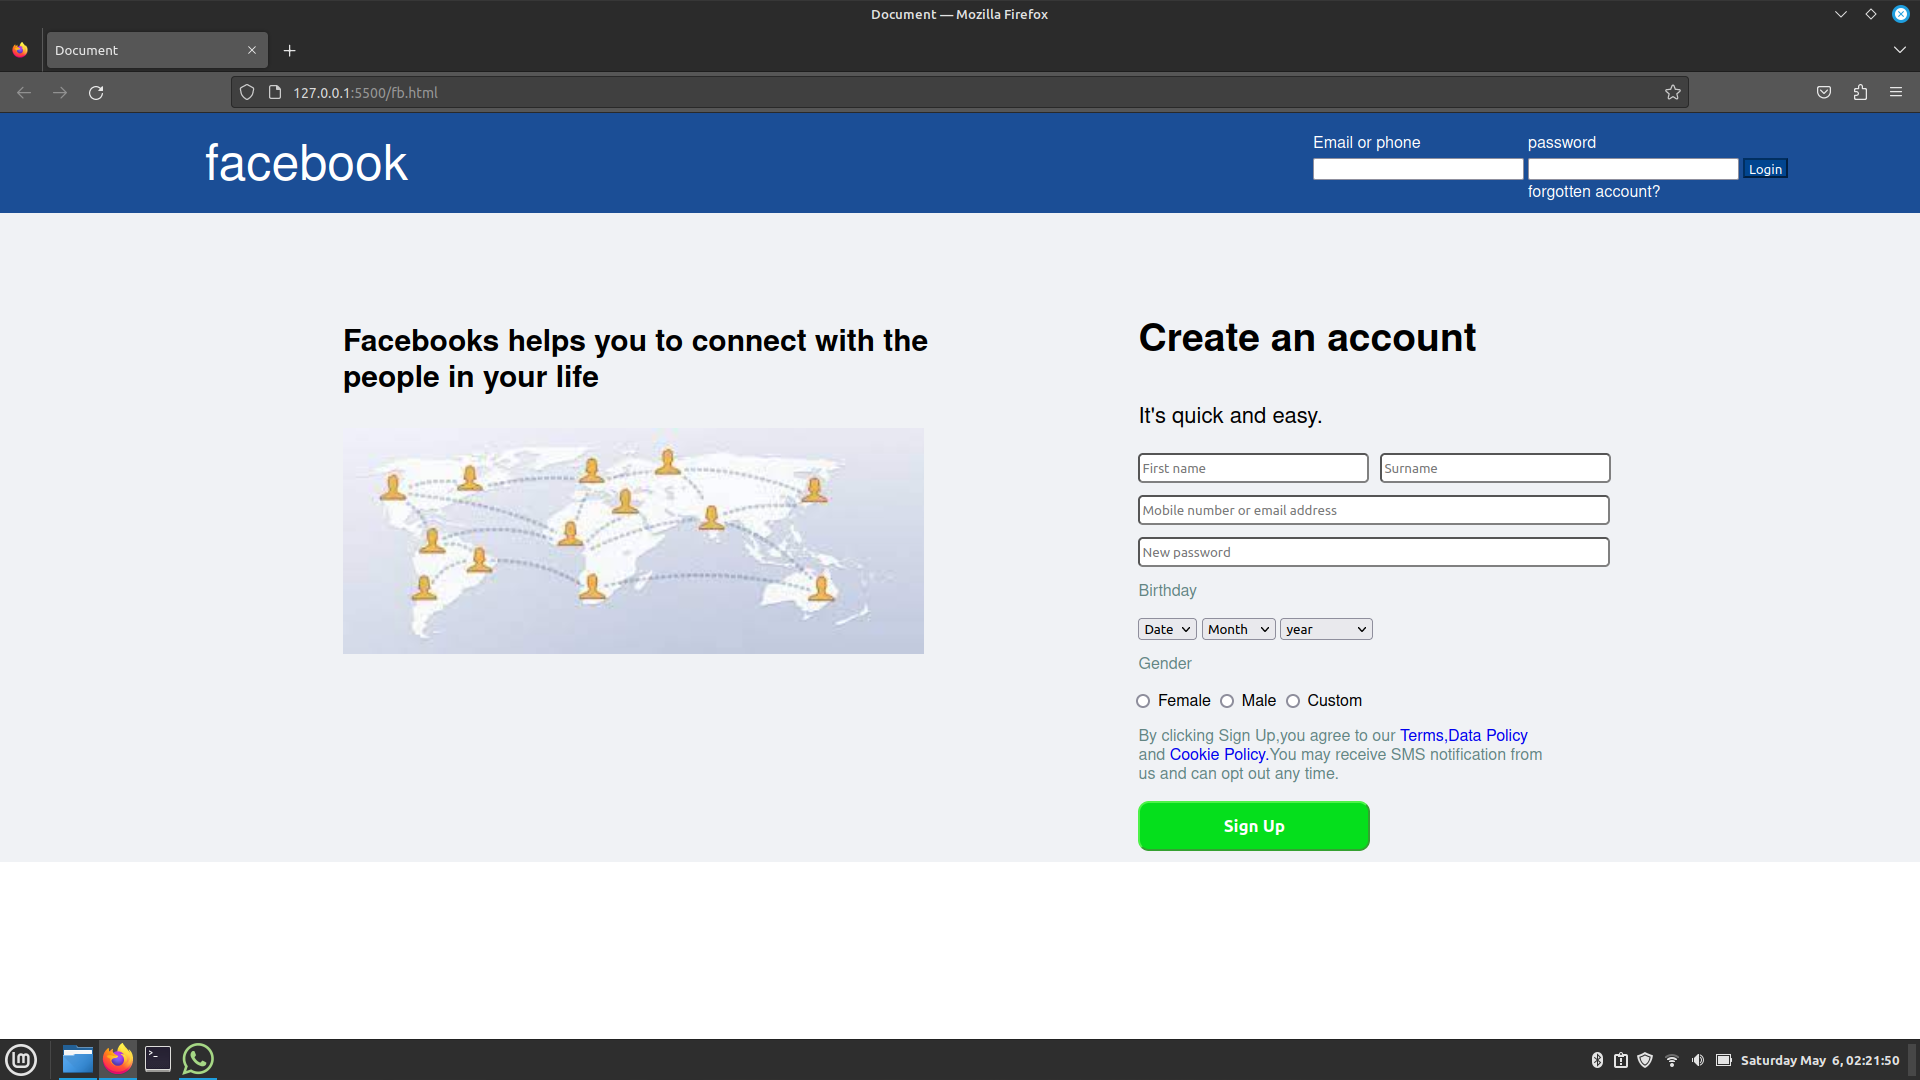 Document — Mozilla Firefox
Document
127.0.0.1:5500/fb.html
facebook
Email or phone
password
Login
forgotten account?
Facebooks helps you to connect with the
people in your life
Create an account
It's quick and easy.
First name
Surname
Mobile number or email address
New password
Birthday
Date
Month
year
Gender
Female
Male
Custom
By clicking Sign Up,you agree to our Terms,Data Policy
and Cookie Policy.You may receive SMS notification from
us and can opt out any time.
Sign Up
Saturday May 6, 02:21:50